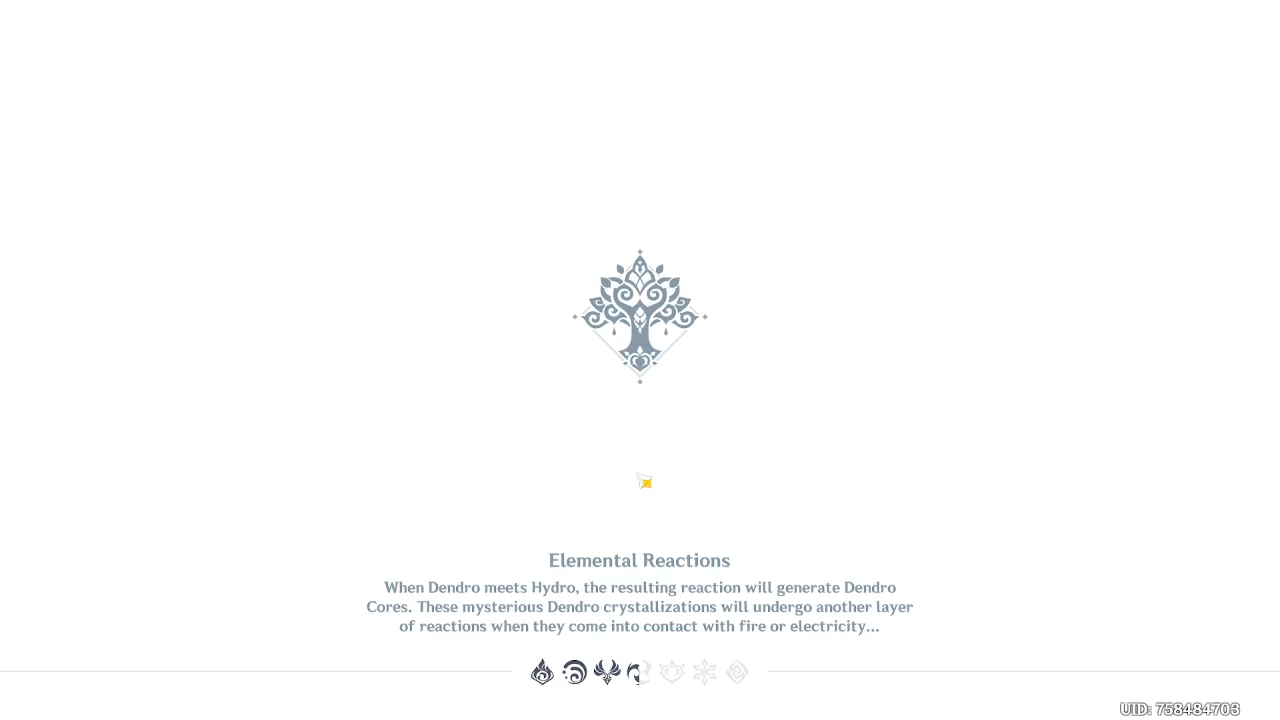 Elemental Reactions
When Dendro meets Hydro, the resulting reaction will generate Dendro
Cores. These mysterious Dendro crystallizations will undergo another layer
of reactions when they come into contact with fire or electricity...
UID: 758484703